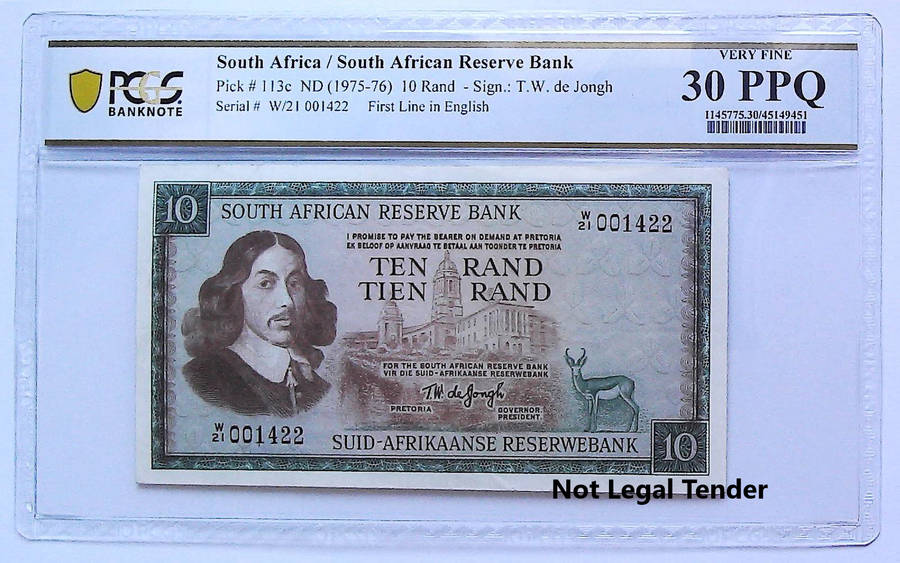 PCGS
BANKNOTE
South Africa / South African Reserve Bank
Pick # 113c ND (1975-76) 10 Rand - Sign.: T.W. de Jongh
Serial # W/21 001422 First Line in English
VERY FINE
30 PPQ
1145775.30/45149451
10
SOUTH AFRICAN RESERVE BANK
W/21 001422
I PROMISE TO PAY THE BEARER ON DEMAND AT PRETORIA
EK BELOOF OP AANVRAAG TE BETAAL AAN TOONDER TE PRETORIA
TEN RAND
TIEN RAND
FOR THE SOUTH AFRICAN RESERVE BANK
VIR DIE SUID-AFRIKAANSE RESERWEBANK
T.W. de Jongh
PRETORIA
GOVERNOR.
PRESIDENT.
W/21 001422
SUID-AFRIKAANSE RESERWEBANK
10
Not Legal Tender